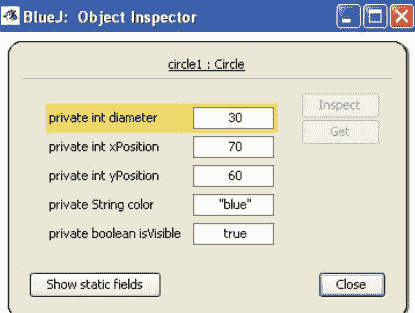 BlueJ: Object Inspector
circle1 : Circle
private int diameter 30
private int xPosition 70
private int yPosition 60
private String color "blue"
private boolean isVisible true
Inspect
Get
Show static fields
Close